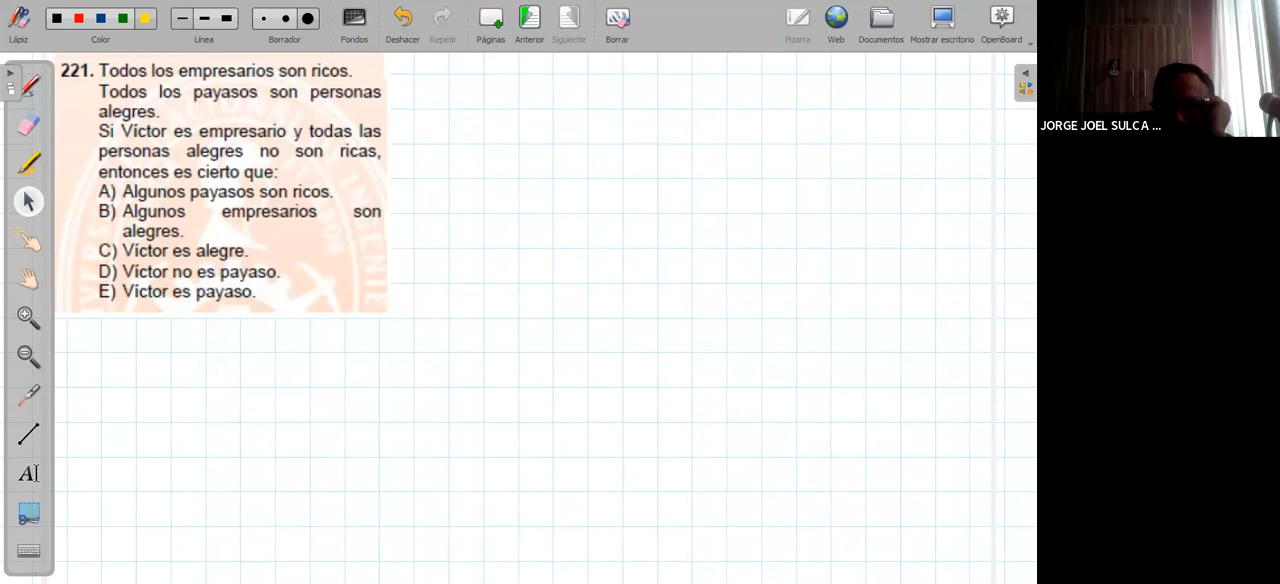 Lápiz
Color
Línea
Borrador
Fondos
Deshacer
Repetir
Páginas
Anterior
Siguiente
Borrar
Pizarra
Web
Documentos
Mostrar escritorio
OpenBoard
221. Todos los empresarios son ricos.
Todos los payasos son personas
alegres.
Si Víctor es empresario y todas las
personas alegres no son ricas,
entonces es cierto que:
A) Algunos payasos son ricos.
B) Algunos empresarios son
alegres.
C) Víctor es alegre.
D) Víctor no es payaso.
E) Víctor es payaso.
JORGE JOEL SULCA ...